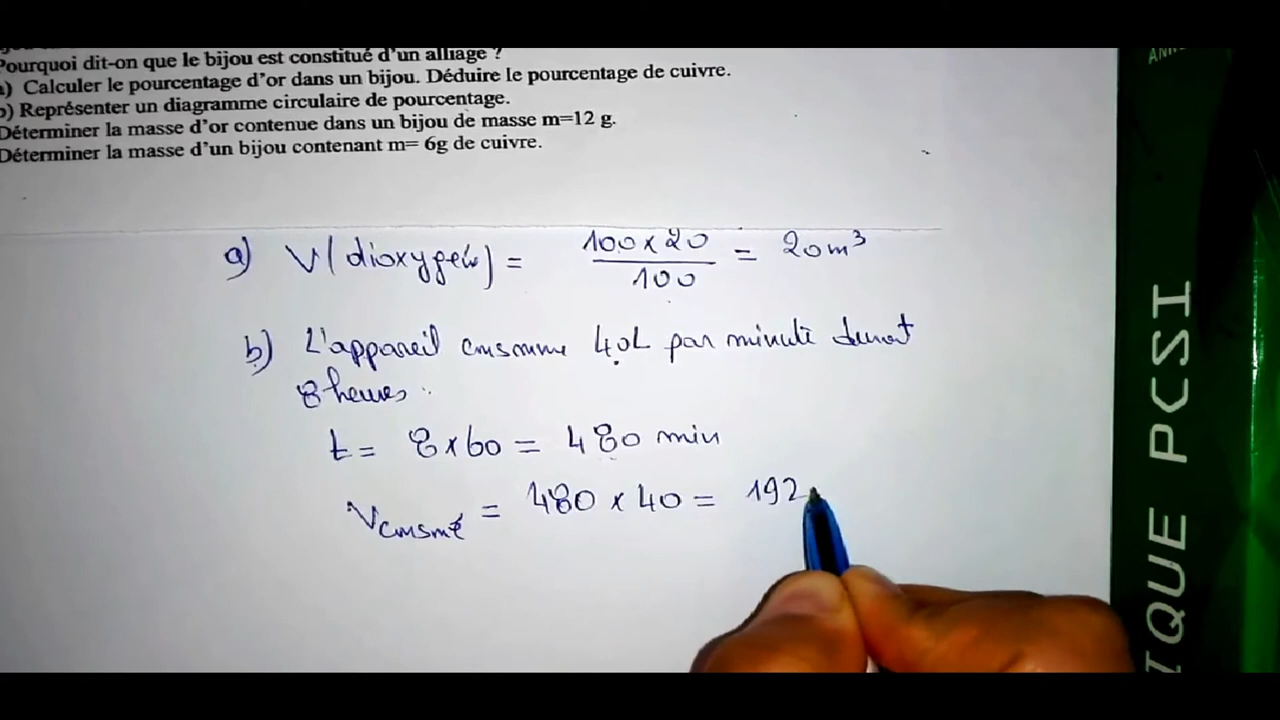 Pourquoi dit-on que le bijou est constitué d'un alliage ?
a) Calculer le pourcentage d'or dans un bijou. Déduire le pourcentage de cuivre.
b) Représenter un diagramme circulaire de pourcentage.
Déterminer la masse d'or contenue dans un bijou de masse m=12 g.
Déterminer la masse d'un bijou contenant m= 6g de cuivre.
a) V(dioxygène) = 100 x 20 / 100 = 20 m³
b) L'appareil consomme 40L par minute durant
8 heures :
t = 8 x 60 = 480 min
Vconsomé = 480 x 40 = 192
IQUE PCSI